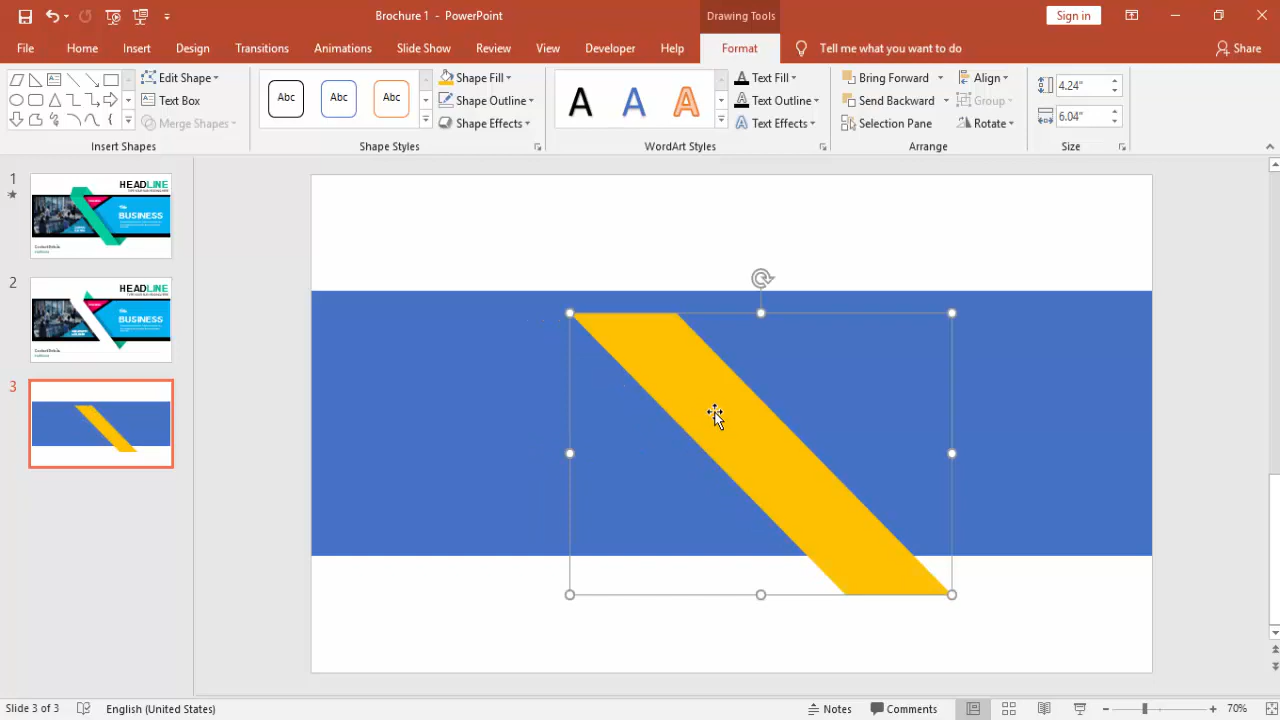 Brochure 1 - PowerPoint
Drawing Tools
Sign in
File Home Insert Design Transitions Animations Slide Show Review View Developer Help Format Tell me what you want to do Share
Edit Shape
Text Box
Merge Shapes
Insert Shapes
Abc Abc Abc
Shape Fill
Shape Outline
Shape Effects
Shape Styles
A A A
Text Fill
Text Outline
Text Effects
WordArt Styles
Bring Forward
Send Backward
Selection Pane
Align
Group
Rotate
Arrange
4.24"
6.04"
Size
1
HEADLINE
BUSINESS
2
HEADLINE
BUSINESS
3
Slide 3 of 3 English (United States) Notes Comments 70%